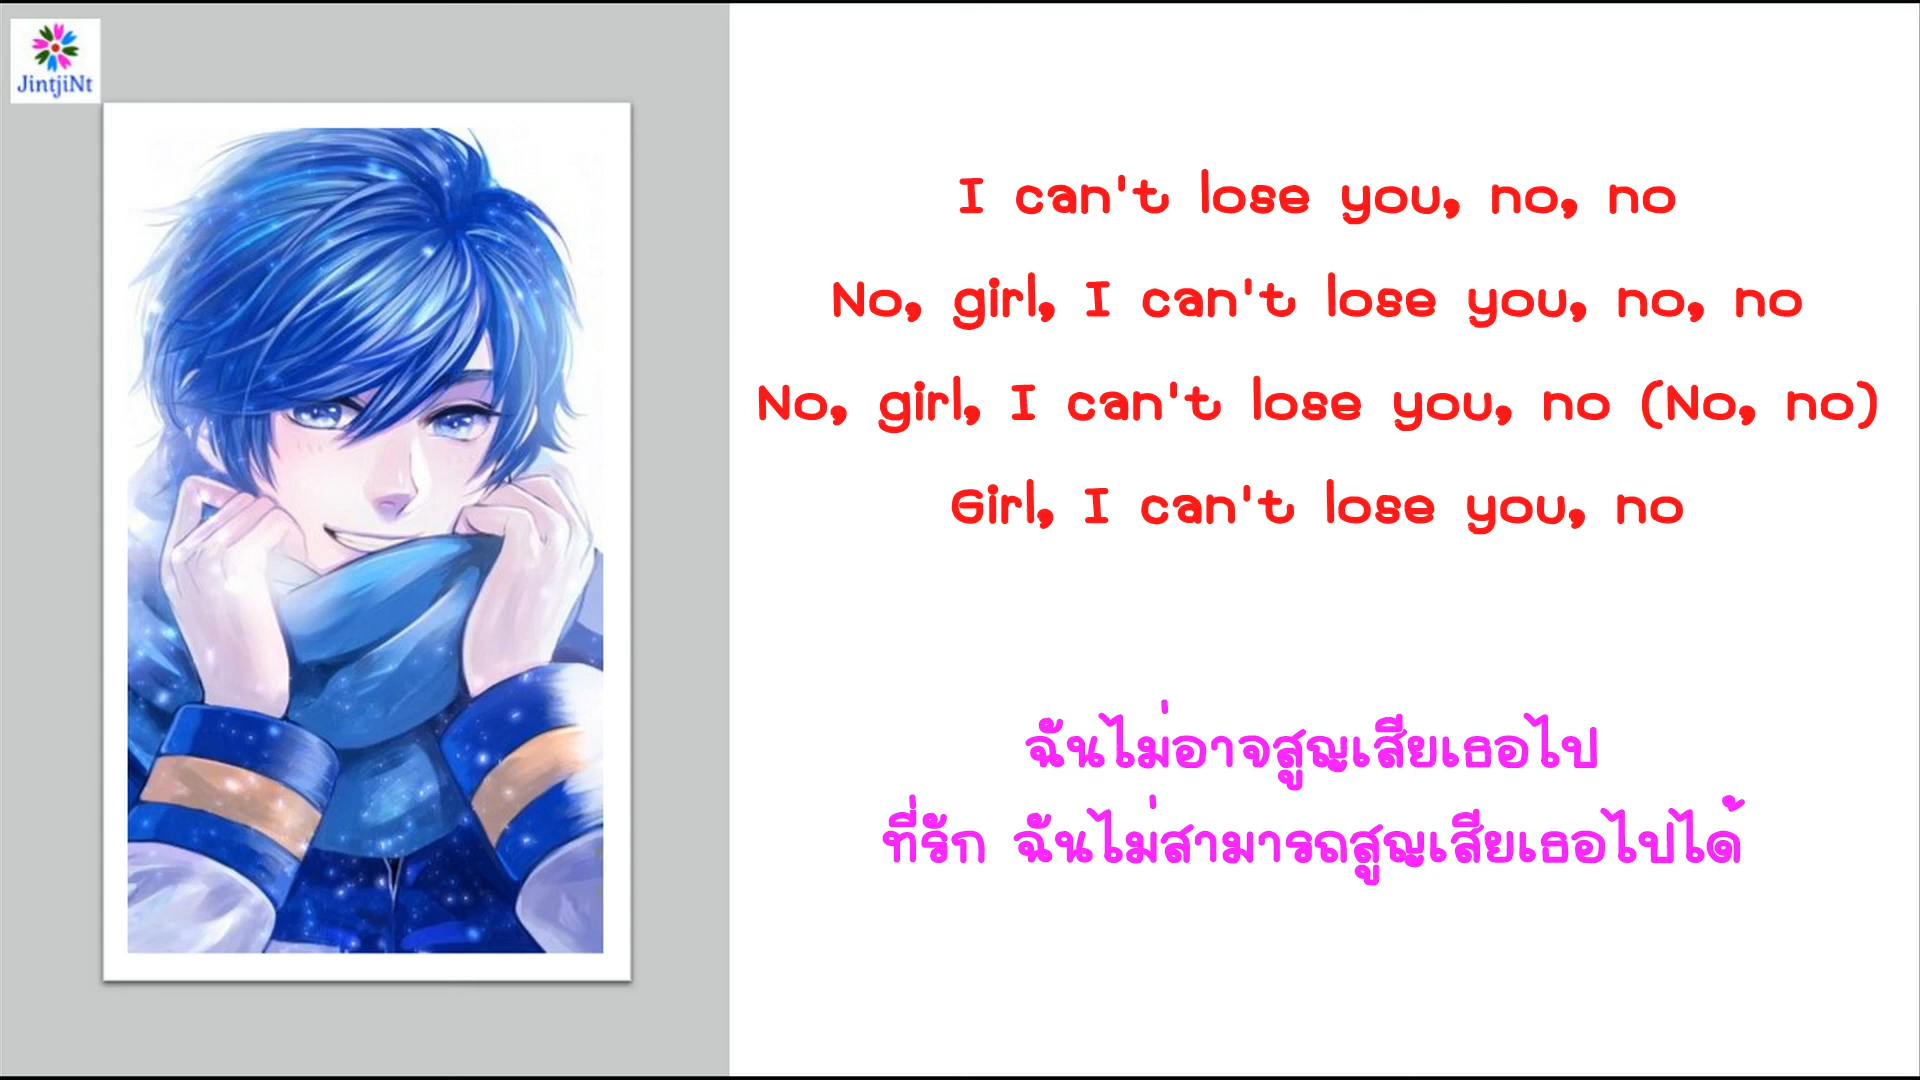 JintjiNt
I can't lose you, no, no
No, girl, I can't lose you, no, no
No, girl, I can't lose you, no (No, no)
Girl, I can't lose you, no
ฉันไม่อาจสูญเสียเธอไป
ที่รัก ฉันไม่สามารถสูญเสียเธอไปได้